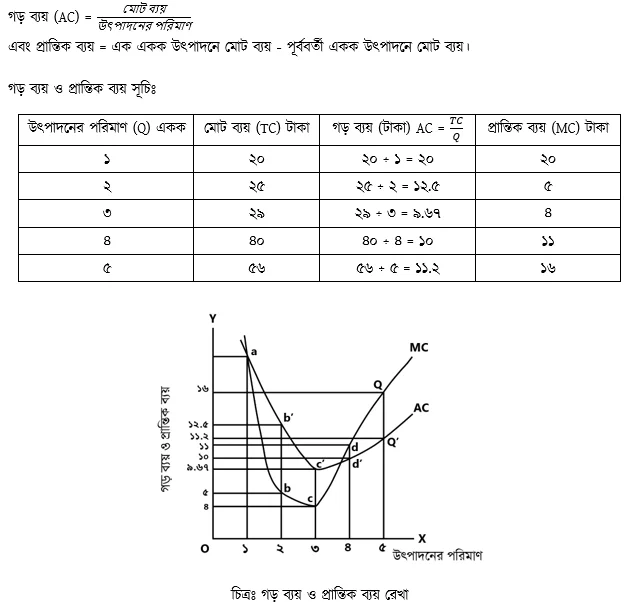 গড় ব্যয় (AC) = মোট ব্যয় / উৎপাদনের পরিমাণ
এবং প্রান্তিক ব্যয় = এক একক উৎপাদনে মোট ব্যয় - পূর্ববর্তী একক উৎপাদনে মোট ব্যয়।
গড় ব্যয় ও প্রান্তিক ব্যয় সূচিঃ
উৎপাদনের পরিমাণ (Q) একক মোট ব্যয় (TC) টাকা গড় ব্যয় (টাকা) AC = TC/Q প্রান্তিক ব্যয় (MC) টাকা
১ ২০ ২০ ÷ ১ = ২০ ২০
২ ২৫ ২৫ ÷ ২ = ১২.৫ ৫
৩ ২৯ ২৯ ÷ ৩ = ৯.৬৭ ৪
৪ ৪০ ৪০ ÷ ৪ = ১০ ১১
৫ ৫৬ ৫৬ ÷ ৫ = ১১.২ ১৬
Y
a
MC
১৬
Q
AC
গড় ব্যয় ও প্রান্তিক ব্যয়
১২.৫
b'
১১.২
Q'
১১
d
১০
d'
৯.৬৭
c'
৫
b
৪
c
O ১ ২ ৩ ৪ ৫ X
উৎপাদনের পরিমাণ
চিত্রঃ গড় ব্যয় ও প্রান্তিক ব্যয় রেখা